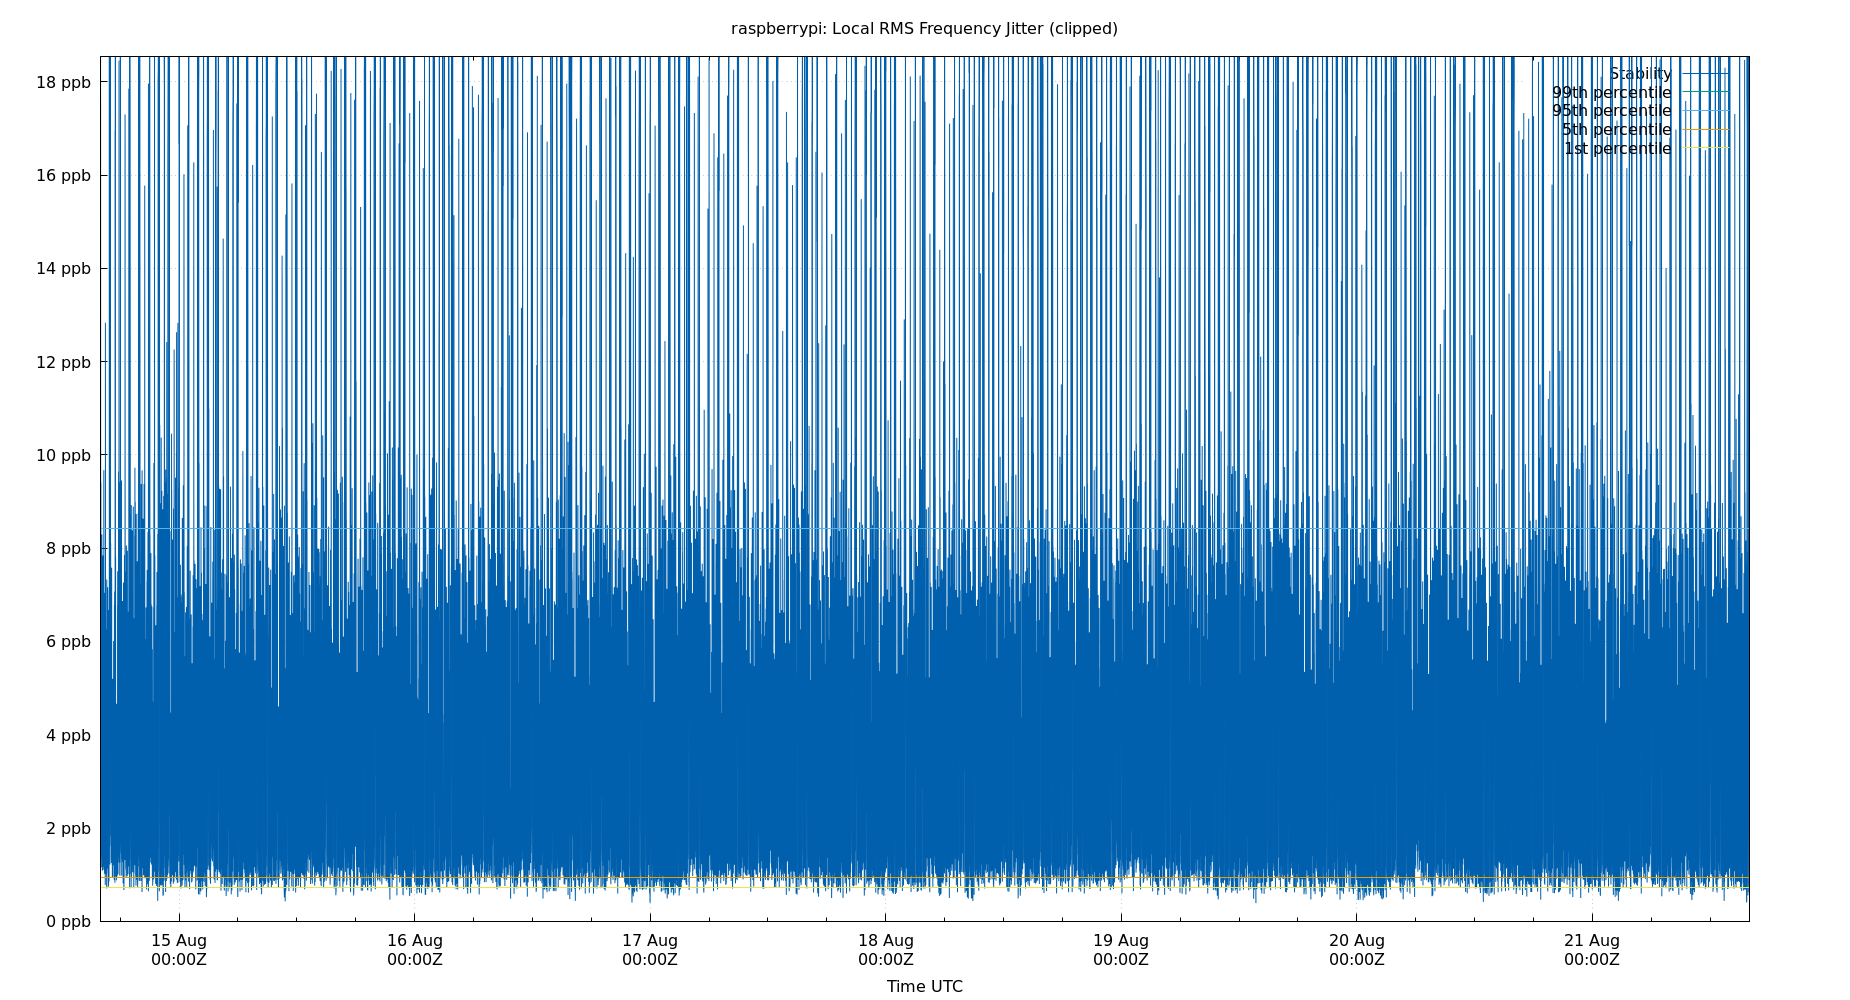 raspberrypi: Local RMS Frequency Jitter (clipped)
18 ppb
16 ppb
14 ppb
12 ppb
10 ppb
8 ppb
6 ppb
4 ppb
2 ppb
0 ppb
Stability
99th percentile
95th percentile
5th percentile
1st percentile
15 Aug 16 Aug 17 Aug 18 Aug 19 Aug 20 Aug 21 Aug
00:00Z 00:00Z 00:00Z 00:00Z 00:00Z 00:00Z 00:00Z
Time UTC